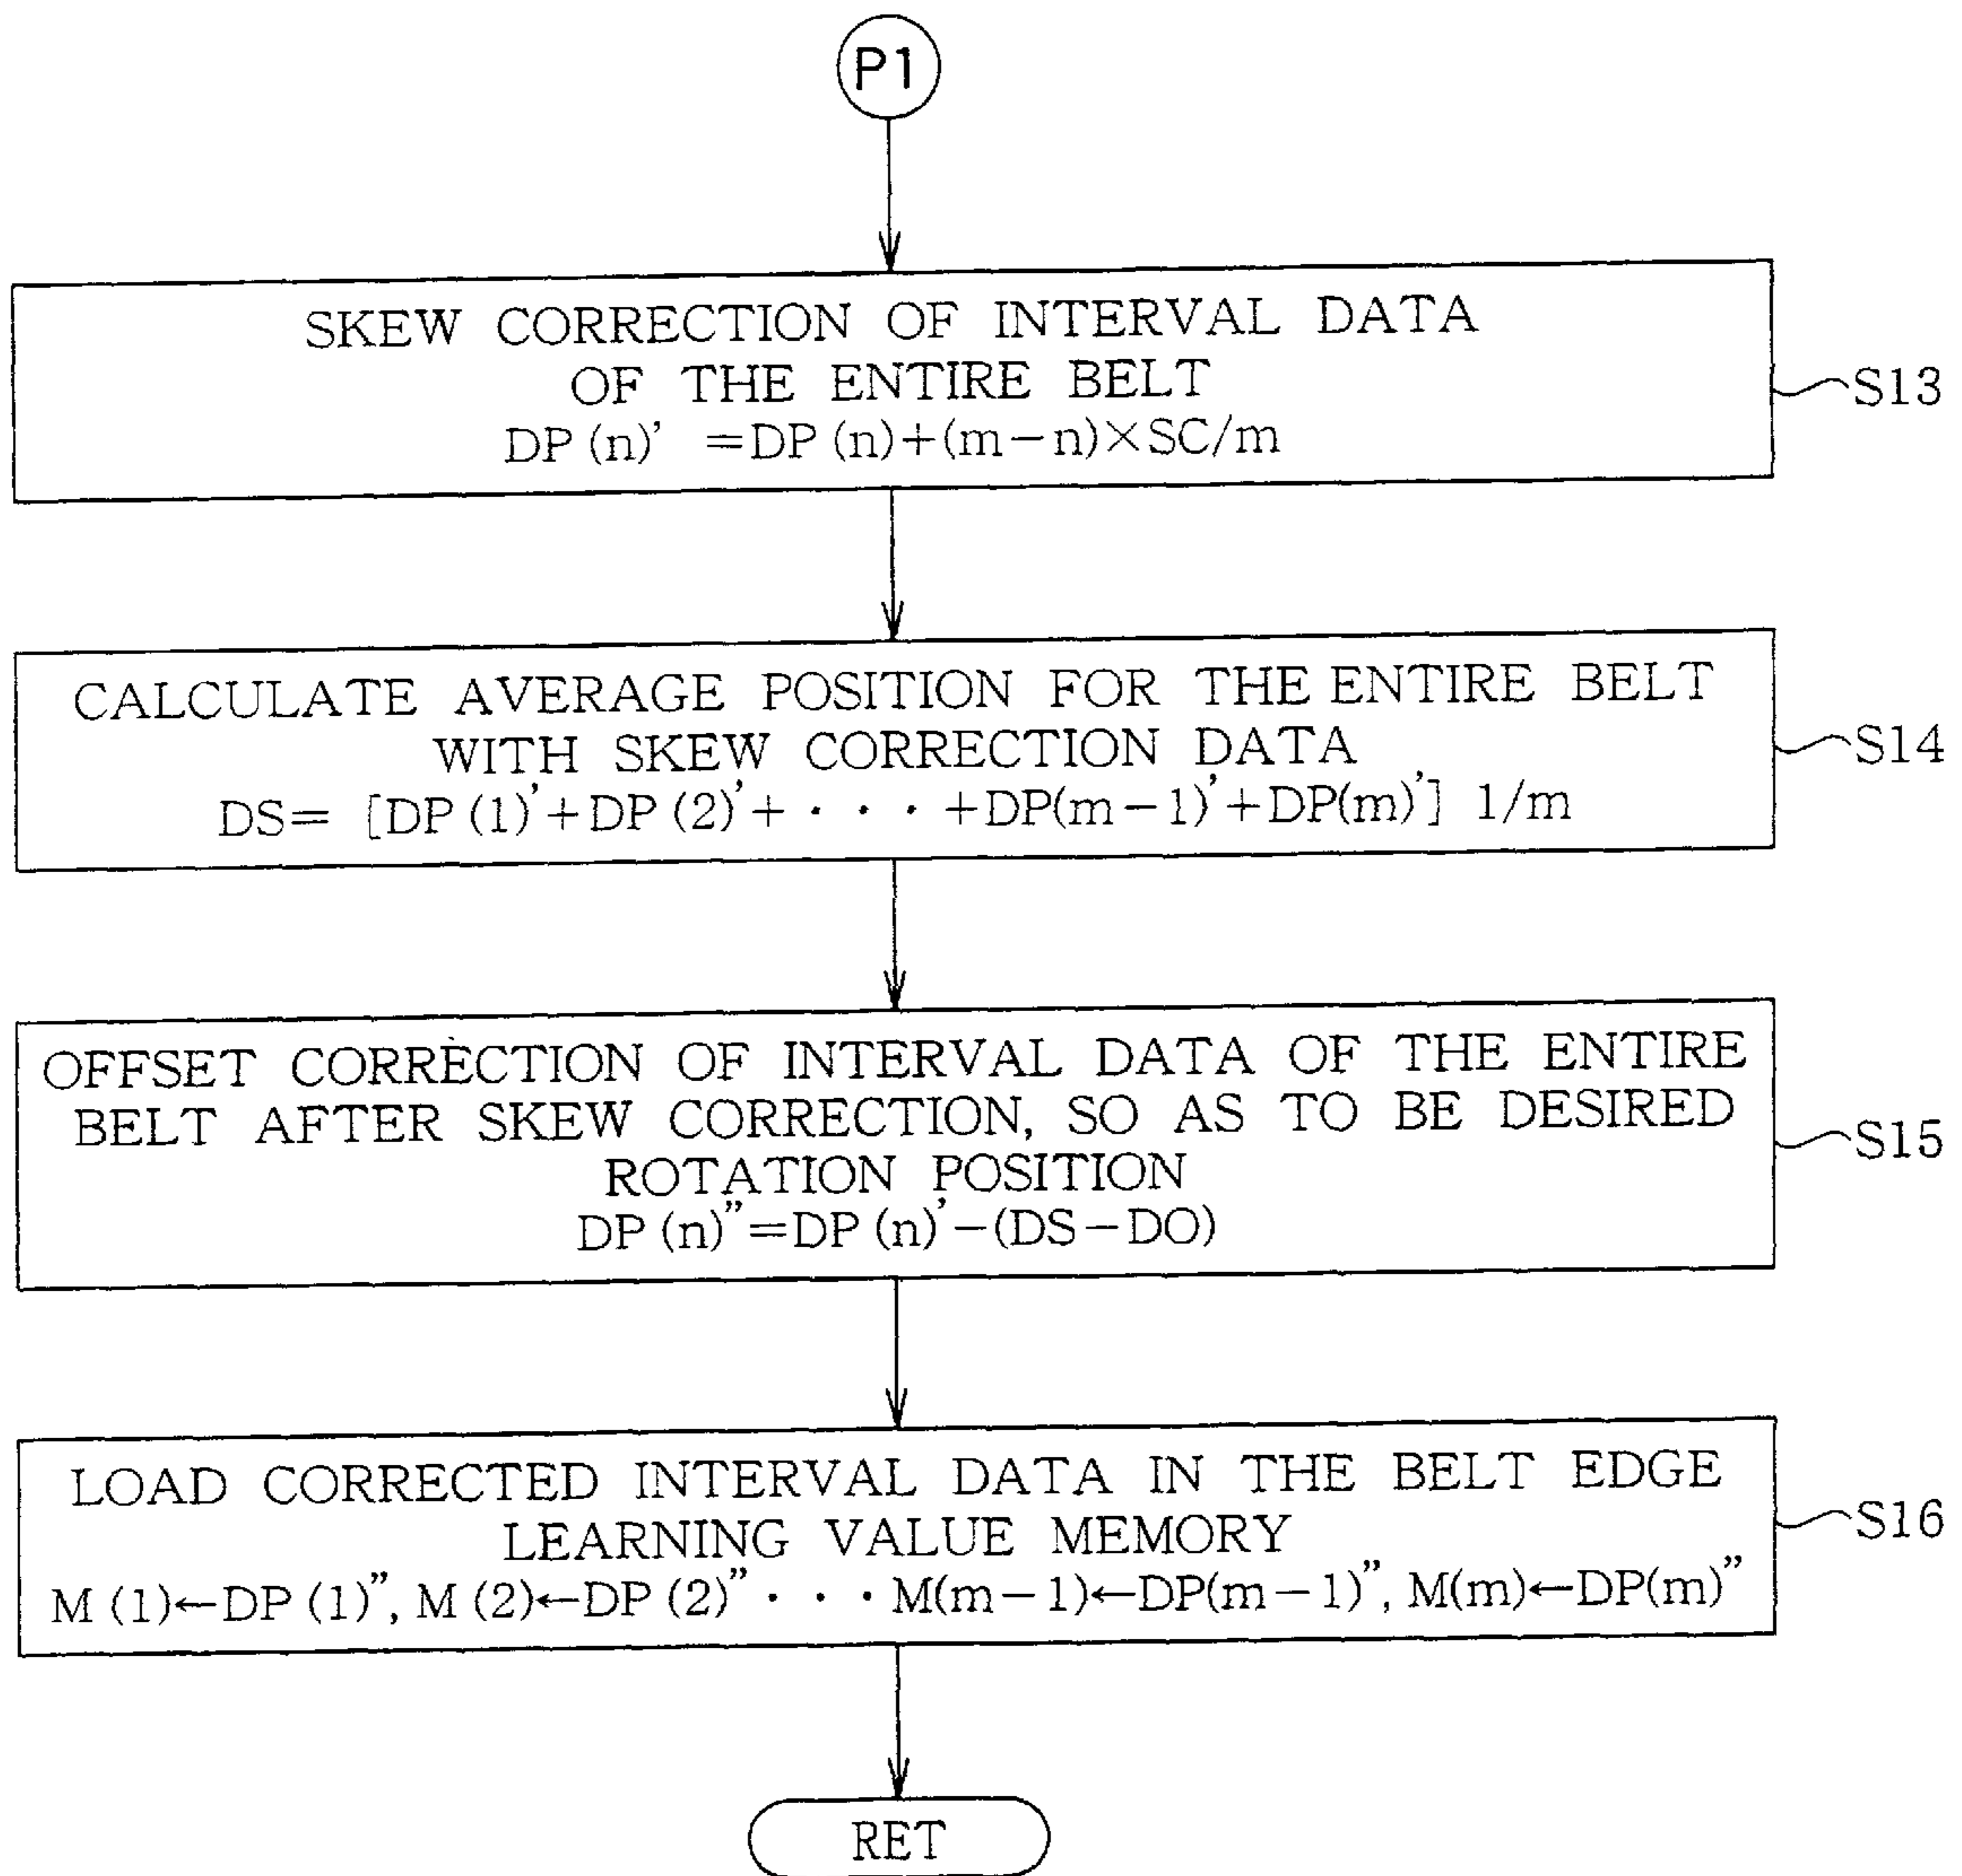 P1
SKEW CORRECTION OF INTERVAL DATA
OF THE ENTIRE BELT
DP (n)' =DP (n)+(m−n)×SC/m
S13
CALCULATE AVERAGE POSITION FOR THE ENTIRE BELT
WITH SKEW CORRECTION DATA
DS= [DP (1)'+DP (2)'+ · · · +DP(m−1)'+DP(m)'] 1/m
S14
OFFSET CORRECTION OF INTERVAL DATA OF THE ENTIRE
BELT AFTER SKEW CORRECTION, SO AS TO BE DESIRED
ROTATION POSITION
DP (n)"=DP (n)'−(DS−DO)
S15
LOAD CORRECTED INTERVAL DATA IN THE BELT EDGE
LEARNING VALUE MEMORY
M (1)←DP (1)", M (2)←DP (2)" · · · M(m−1)←DP(m−1)", M(m)←DP(m)"
S16
RET